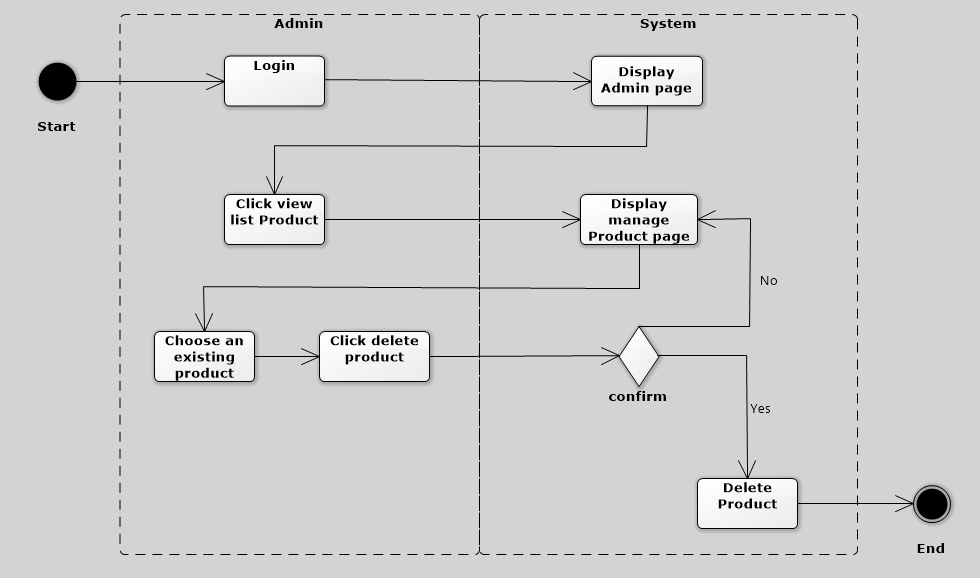 Admin
System
Login
Display
Admin page
Start
Click view
list Product
Display
manage
Product page
No
Choose an
existing
product
Click delete
product
confirm
Yes
Delete
Product
End